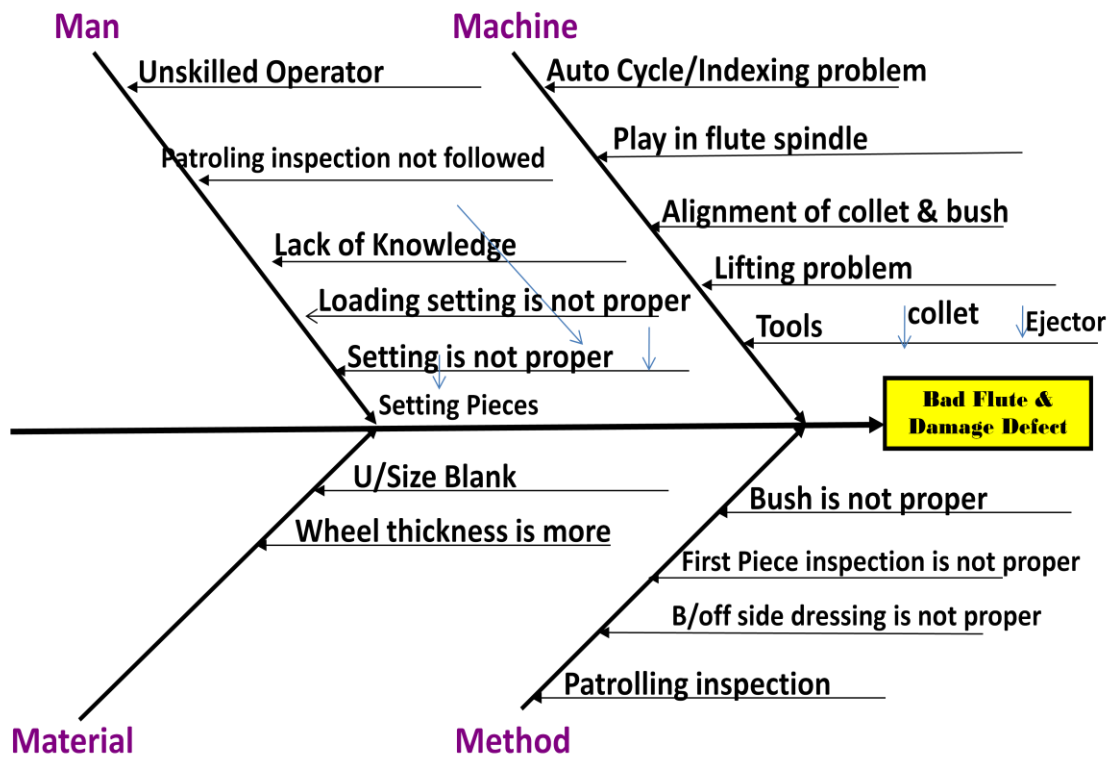 Man
Unskilled Operator
Patroling inspection not followed
Lack of Knowledge
Loading setting is not proper
Setting is not proper
Setting Pieces
Machine
Auto Cycle/Indexing problem
Play in flute spindle
Alignment of collet & bush
Lifting problem
Tools
collet
Ejector
Bad Flute &
Damage Defect
U/Size Blank
Wheel thickness is more
Material
Bush is not proper
First Piece inspection is not proper
B/off side dressing is not proper
Patrolling inspection
Method